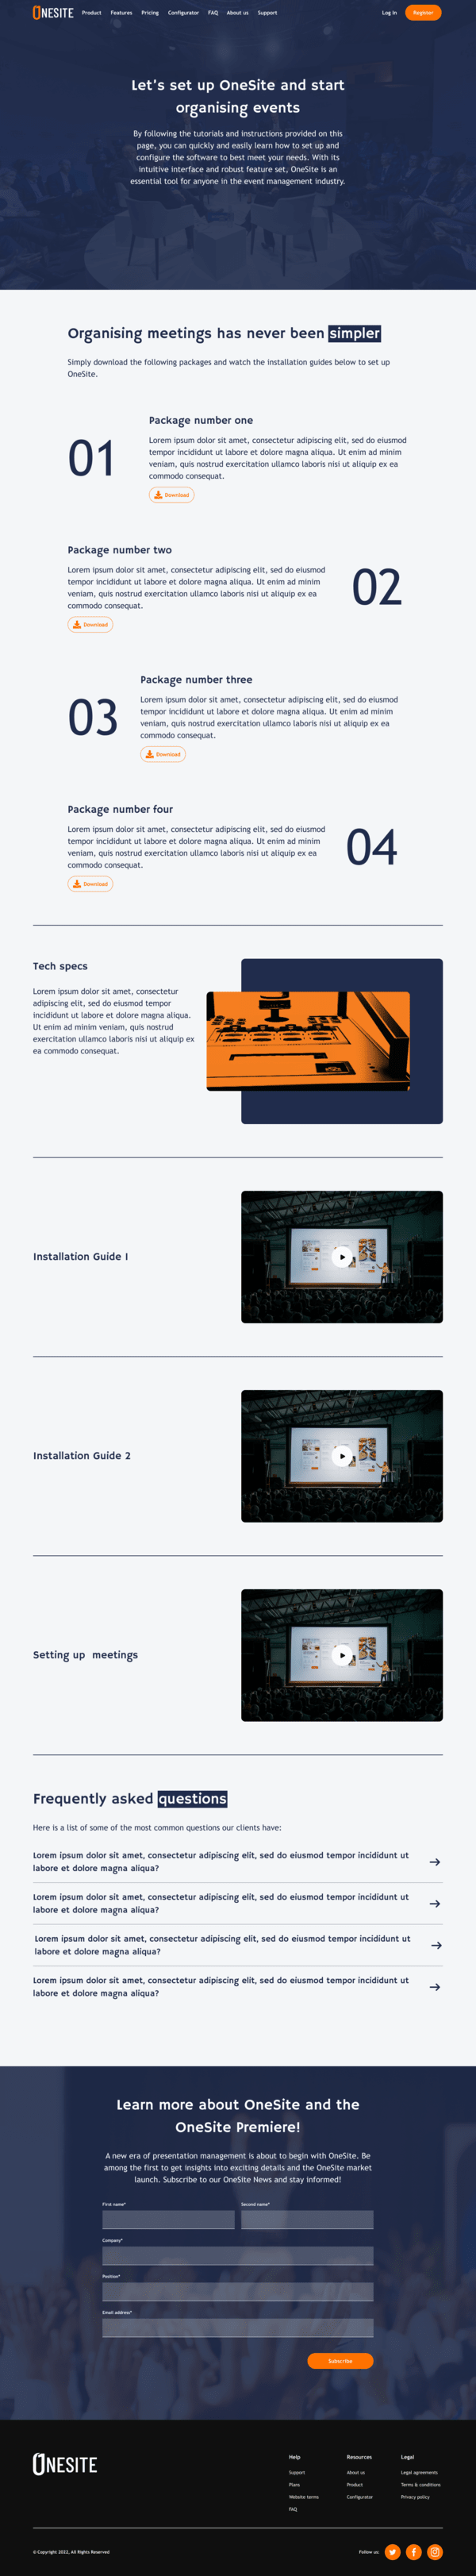 ONESITE Product Features Pricing Configurator FAQ About us Support Log In Register
Let's set up OneSite and start
organising events
By following the tutorials and instructions provided on this
page, you can quickly and easily learn how to set up and
configure the software to best meet your needs. With its
intuitive interface and robust feature set, OneSite is an
essential tool for anyone in the event management industry.
Organising meetings has never been simpler
Simply download the following packages and watch the installation guides below to set up
OneSite.
01
Package number one
Lorem ipsum dolor sit amet, consectetur adipiscing elit, sed do eiusmod
tempor incididunt ut labore et dolore magna aliqua. Ut enim ad minim
veniam, quis nostrud exercitation ullamco laboris nisi ut aliquip ex ea
commodo consequat.
Download
Package number two
Lorem ipsum dolor sit amet, consectetur adipiscing elit, sed do eiusmod
tempor incididunt ut labore et dolore magna aliqua. Ut enim ad minim
veniam, quis nostrud exercitation ullamco laboris nisi ut aliquip ex ea
commodo consequat.
Download
02
03
Package number three
Lorem ipsum dolor sit amet, consectetur adipiscing elit, sed do eiusmod
tempor incididunt ut labore et dolore magna aliqua. Ut enim ad minim
veniam, quis nostrud exercitation ullamco laboris nisi ut aliquip ex ea
commodo consequat.
Download
Package number four
Lorem ipsum dolor sit amet, consectetur adipiscing elit, sed do eiusmod
tempor incididunt ut labore et dolore magna aliqua. Ut enim ad minim
veniam, quis nostrud exercitation ullamco laboris nisi ut aliquip ex ea
commodo consequat.
Download
04
Tech specs
Lorem ipsum dolor sit amet, consectetur
adipiscing elit, sed do eiusmod tempor
incididunt ut labore et dolore magna aliqua.
Ut enim ad minim veniam, quis nostrud
exercitation ullamco laboris nisi ut aliquip ex
ea commodo consequat.
Installation Guide 1
Installation Guide 2
Setting up meetings
Frequently asked questions
Here is a list of some of the most common questions our clients have:
Lorem ipsum dolor sit amet, consectetur adipiscing elit, sed do eiusmod tempor incididunt ut
labore et dolore magna aliqua?
Lorem ipsum dolor sit amet, consectetur adipiscing elit, sed do eiusmod tempor incididunt ut
labore et dolore magna aliqua?
Lorem ipsum dolor sit amet, consectetur adipiscing elit, sed do eiusmod tempor incididunt ut
labore et dolore magna aliqua?
Lorem ipsum dolor sit amet, consectetur adipiscing elit, sed do eiusmod tempor incididunt ut
labore et dolore magna aliqua?
Learn more about OneSite and the
OneSite Premiere!
A new era of presentation management is about to begin with OneSite. Be
among the first to get insights into exciting details and the OneSite market
launch. Subscribe to our OneSite News and stay informed!
First name* Second name*
Company*
Position*
Email address*
Subscribe
ONESITE
Help
Support
Plans
Website terms
FAQ
Resources
About us
Product
Configurator
Legal
Legal agreements
Terms & conditions
Privacy policy
© Copyright 2022, All Rights Reserved
Follow us: